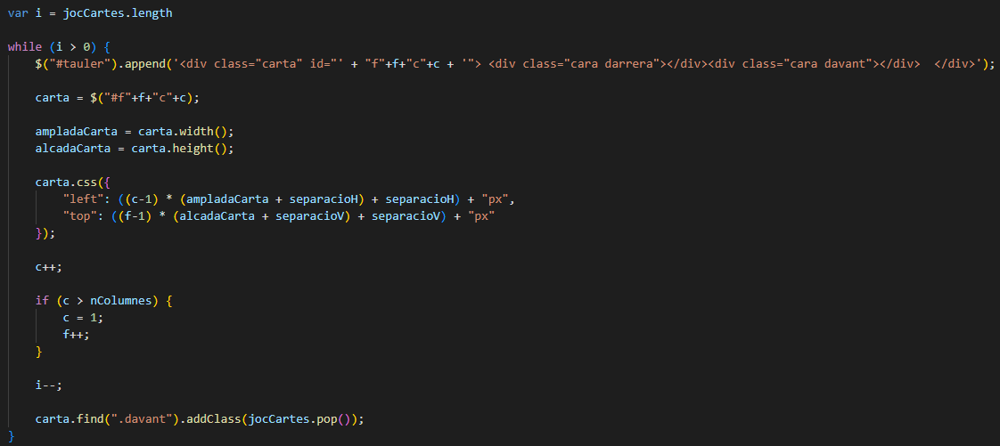 var i = jocCartes.length
while (i > 0) {
$("#tauler").append('<div class="carta" id="' + "f"+f+"c"+c + '"> <div class="cara darrera"></div><div class="cara davant"></div>  </div>');
carta = $("#f"+f+"c"+c);
ampladaCarta = carta.width();
alcadaCarta = carta.height();
carta.css({
"left": ((c-1) * (ampladaCarta + separacioH) + separacioH) + "px",
"top": ((f-1) * (alcadaCarta + separacioV) + separacioV) + "px"
});
c++;
if (c > nColumnes) {
c = 1;
f++;
}
i--;
carta.find(".davant").addClass(jocCartes.pop());
}